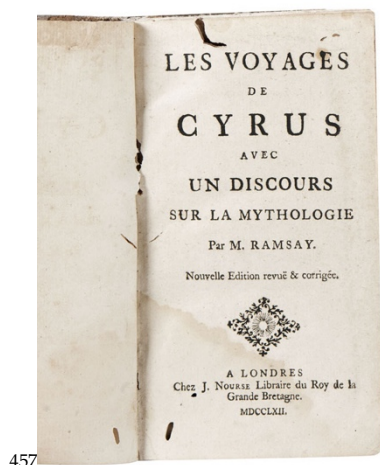 LES VOYAGES
DE
CYRUS
AVEC
UN DISCOURS
SUR LA MYTHOLOGIE
Par M. RAMSAY.
Nouvelle Edition revuë & corrigée.
A LONDRES
Chez J. NOURSE Libraire du Roy de la
Grande Bretagne.
MDCCLXII.
457